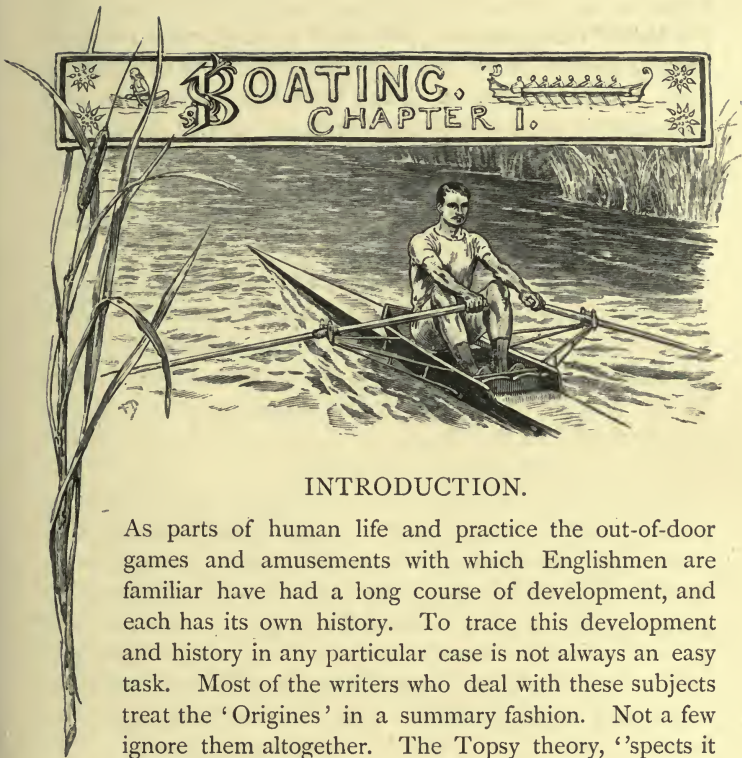 BOATING.
CHAPTER I.
INTRODUCTION.
As parts of human life and practice the out-of-door
games and amusements with which Englishmen are
familiar have had a long course of development, and
each has its own history. To trace this development
and history in any particular case is not always an easy
task. Most of the writers who deal with these subjects
treat the ‘Origines’ in a summary fashion. Not a few
ignore them altogether. The Topsy theory, ‘’spects it